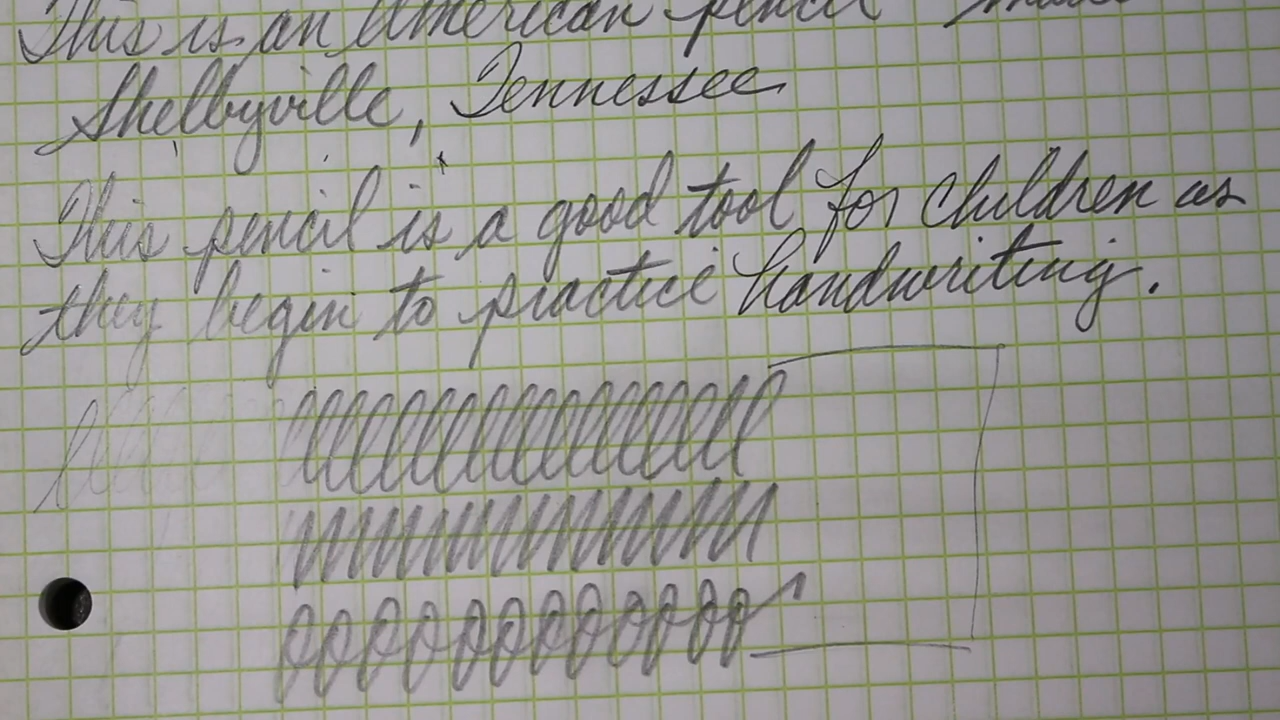 This is an American pencil made
Shelbyville, Tennessee
This pencil is a good tool for children as
they begin to practice handwriting.